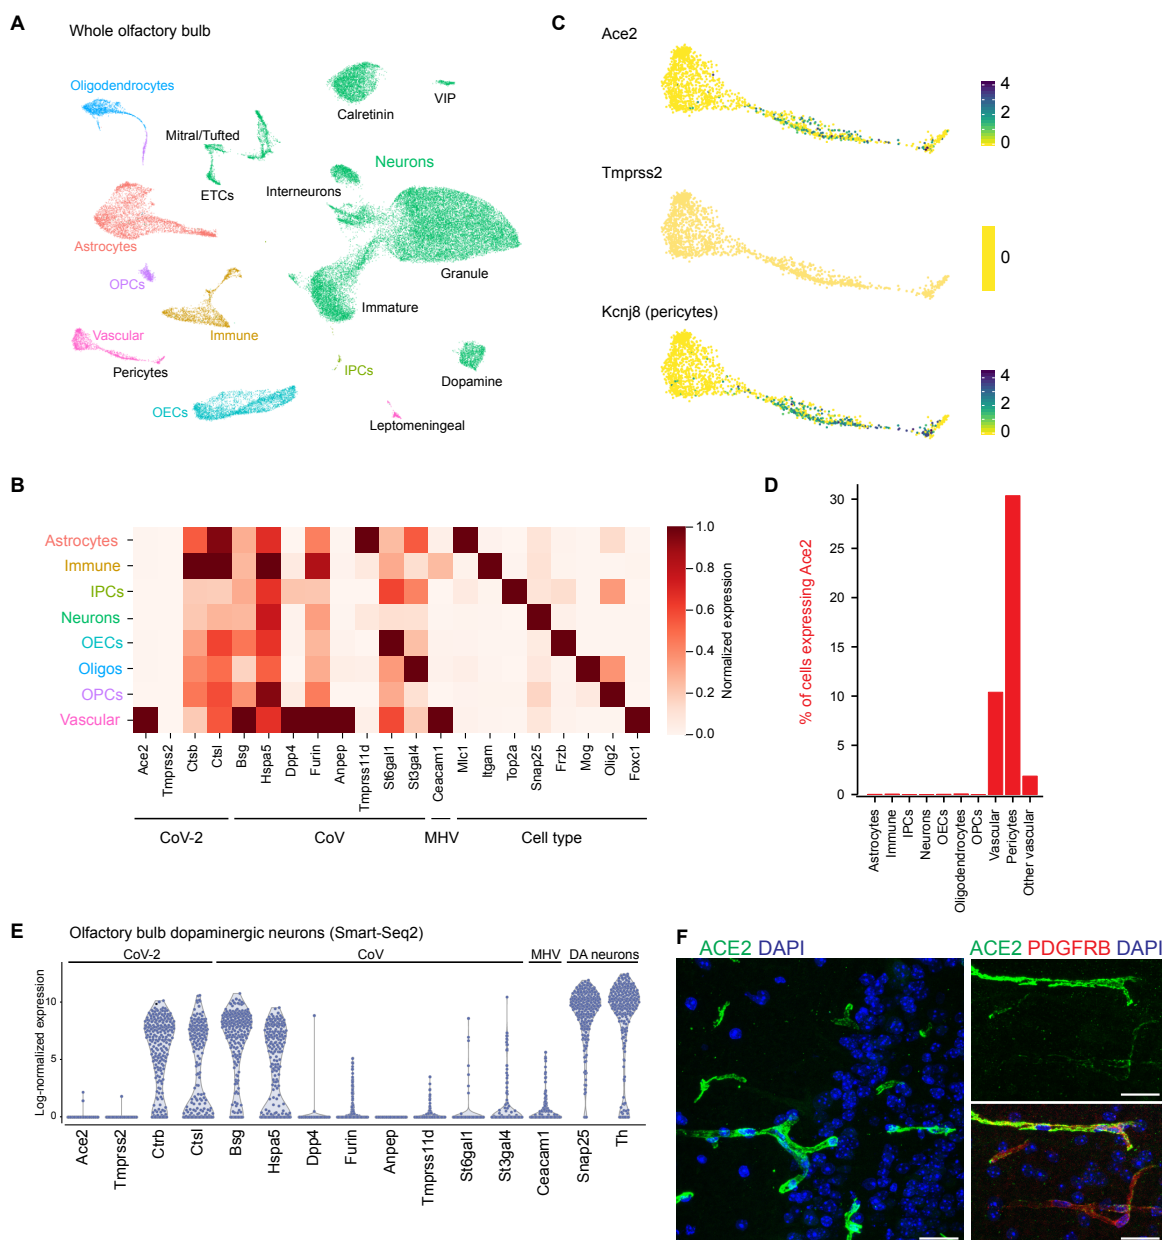 A
Whole olfactory bulb
Oligodendrocytes
Mitral/Tufted
ETCs
Calretinin
VIP
Neurons
Interneurons
Astrocytes
OPCs
Granule
Immature
Immune
Vascular
Pericytes
IPCs
Dopamine
OECs
Leptomeningeal
C
Ace2
4
2
0
Tmprss2
0
Kcnj8 (pericytes)
4
2
0
B
Astrocytes
Immune
IPCs
Neurons
OECs
Oligos
OPCs
Vascular
Ace2
Tmprss2
Ctsb
Ctsl
Bsg
Hspa5
Dpp4
Furin
Anpep
Tmprss11d
St6gal1
St3gal4
Ceacam1
Mlc1
Itgam
Top2a
Snap25
Frzb
Mog
Olig2
Foxc1
CoV-2
CoV
MHV
Cell type
1.0
0.8
0.6
0.4
0.2
0.0
Normalized expression
D
% of cells expressing Ace2
30
25
20
15
10
5
0
Astrocytes
Immune
IPCs
Neurons
OECs
Oligodendrocytes
OPCs
Vascular
Pericytes
Other vascular
E
Olfactory bulb dopaminergic neurons (Smart-Seq2)
CoV-2
CoV
MHV
DA neurons
Log-normalized expression
10
5
0
Ace2
Tmprss2
Ctrb
Ctsl
Bsg
Hspa5
Dpp4
Furin
Anpep
Tmprss11d
St6gal1
St3gal4
Ceacam1
Snap25
Th
F
ACE2 DAPI
ACE2 PDGFRB DAPI